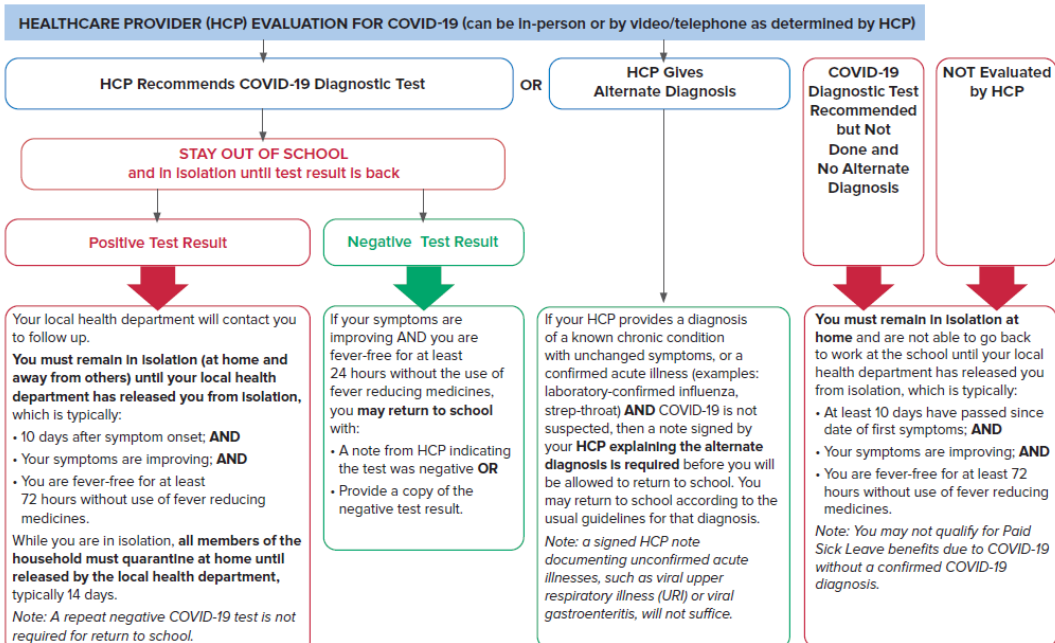 HEALTHCARE PROVIDER (HCP) EVALUATION FOR COVID-19 (can be in-person or by video/telephone as determined by HCP)
HCP Recommends COVID-19 Diagnostic Test
OR
HCP Gives
Alternate Diagnosis
COVID-19
Diagnostic Test
Recommended
but Not
Done and
No Alternate
Diagnosis
NOT Evaluated
by HCP
STAY OUT OF SCHOOL
and in isolation until test result is back
Positive Test Result
Negative Test Result
Your local health department will contact you
to follow up.
You must remain in isolation (at home and
away from others) until your local health
department has released you from isolation,
which is typically:
• 10 days after symptom onset; AND
• Your symptoms are improving; AND
• You are fever-free for at least
72 hours without use of fever reducing
medicines.
While you are in isolation, all members of the
household must quarantine at home until
released by the local health department,
typically 14 days.
Note: A repeat negative COVID-19 test is not
required for return to school.
If your symptoms are
improving AND you are
fever-free for at least
24 hours without the use of
fever reducing medicines,
you may return to school
with:
• A note from HCP indicating
the test was negative OR
• Provide a copy of the
negative test result.
If your HCP provides a diagnosis
of a known chronic condition
with unchanged symptoms, or a
confirmed acute illness (examples:
laboratory-confirmed influenza,
strep-throat) AND COVID-19 is not
suspected, then a note signed by
your HCP explaining the alternate
diagnosis is required before you will
be allowed to return to school. You
may return to school according to the
usual guidelines for that diagnosis.
Note: a signed HCP note
documenting unconfirmed acute
illnesses, such as viral upper
respiratory illness (URI) or viral
gastroenteritis, will not suffice.
You must remain in isolation at
home and are not able to go back
to work at the school until your local
health department has released you
from isolation, which is typically:
• At least 10 days have passed since
date of first symptoms; AND
• Your symptoms are improving; AND
• You are fever-free for at least 72
hours without use of fever reducing
medicines.
Note: You may not qualify for Paid
Sick Leave benefits due to COVID-19
without a confirmed COVID-19
diagnosis.